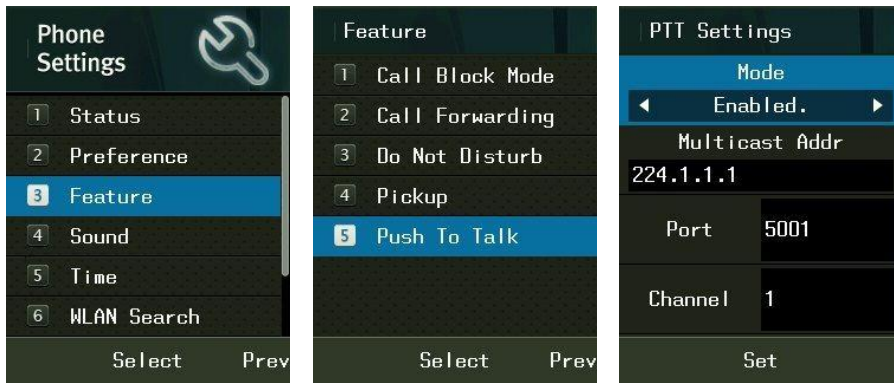 Phone
Settings
1 Status
2 Preference
3 Feature
4 Sound
5 Time
6 WLAN Search
Select Prev
Feature
1 Call Block Mode
2 Call Forwarding
3 Do Not Disturb
4 Pickup
5 Push To Talk
Select Prev
PTT Settings
Mode
Enabled.
Multicast Addr
224.1.1.1
Port 5001
Channel 1
Set